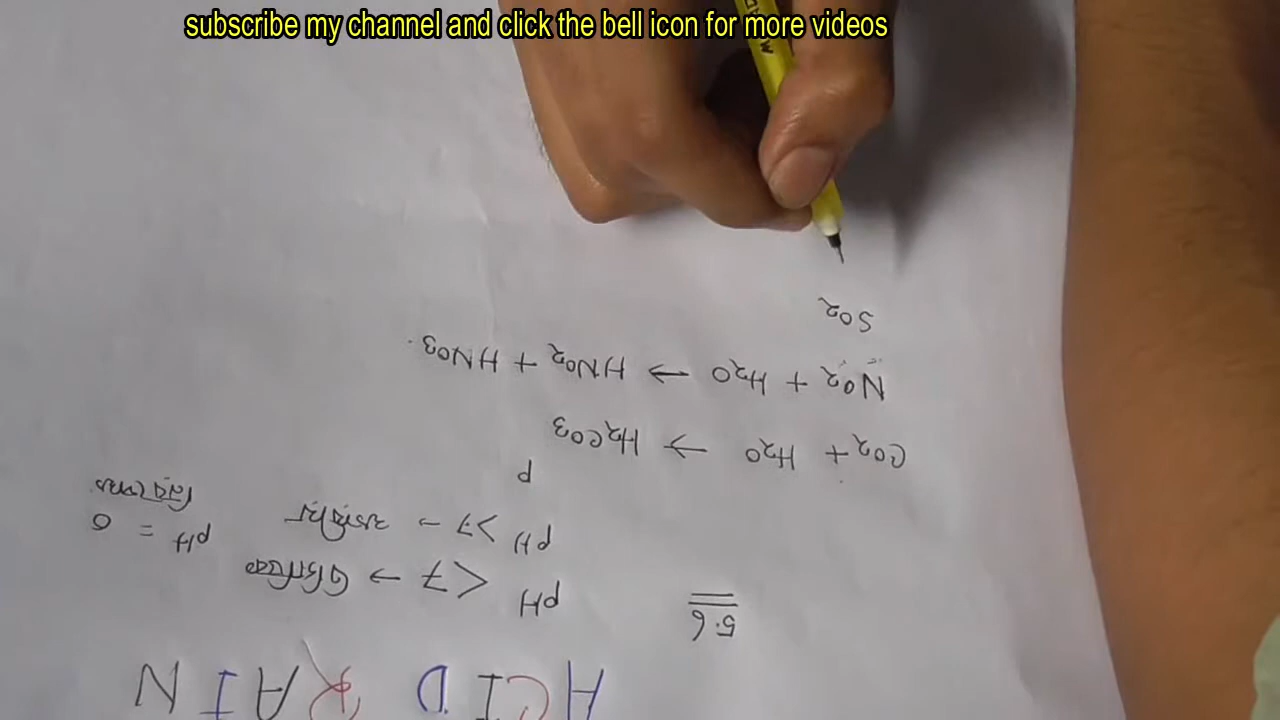 subscribe my channel and click the bell icon for more videos
ACID RAIN
5.6
pH < 7 →
pH > 7 -
pH = 0
p
CO2 + H2O → H2CO3
NO2 + H2O → HNO2 + HNO3
SO2